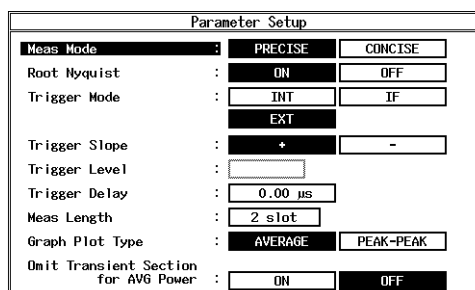 Parameter Setup
Meas Mode : PRECISE CONCISE
Root Nyquist : ON OFF
Trigger Mode : INT IF
EXT
Trigger Slope : + -
Trigger Level :
Trigger Delay : 0.00 µs
Meas Length : 2 slot
Graph Plot Type : AVERAGE PEAK-PEAK
Omit Transient Section
for AVG Power : ON OFF